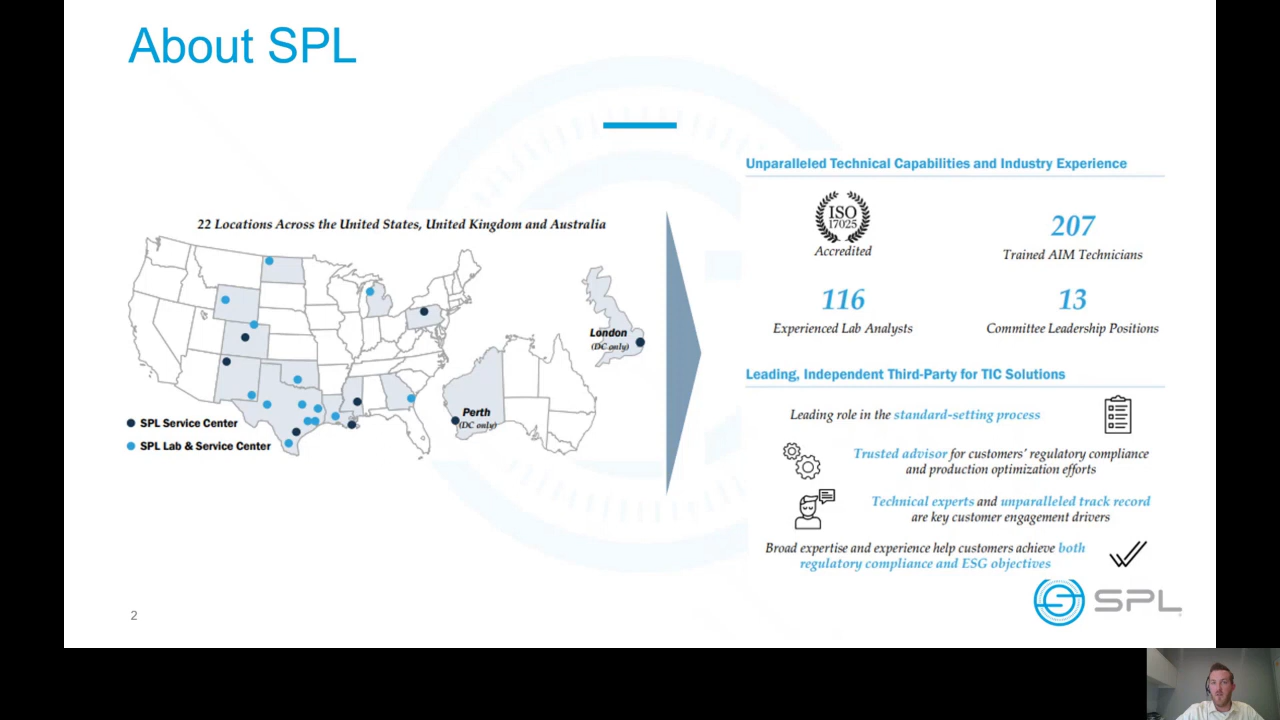 About SPL
22 Locations Across the United States, United Kingdom and Australia
London
(DC only)
Perth
(DC only)
SPL Service Center
SPL Lab & Service Center
Unparalleled Technical Capabilities and Industry Experience
ISO
17025
Accredited
207
Trained AIM Technicians
116
Experienced Lab Analysts
13
Committee Leadership Positions
Leading, Independent Third-Party for TIC Solutions
Leading role in the standard-setting process
Trusted advisor for customers' regulatory compliance
and production optimization efforts
Technical experts and unparalleled track record
are key customer engagement drivers
Broad expertise and experience help customers achieve both
regulatory compliance and ESG objectives
2
SPL